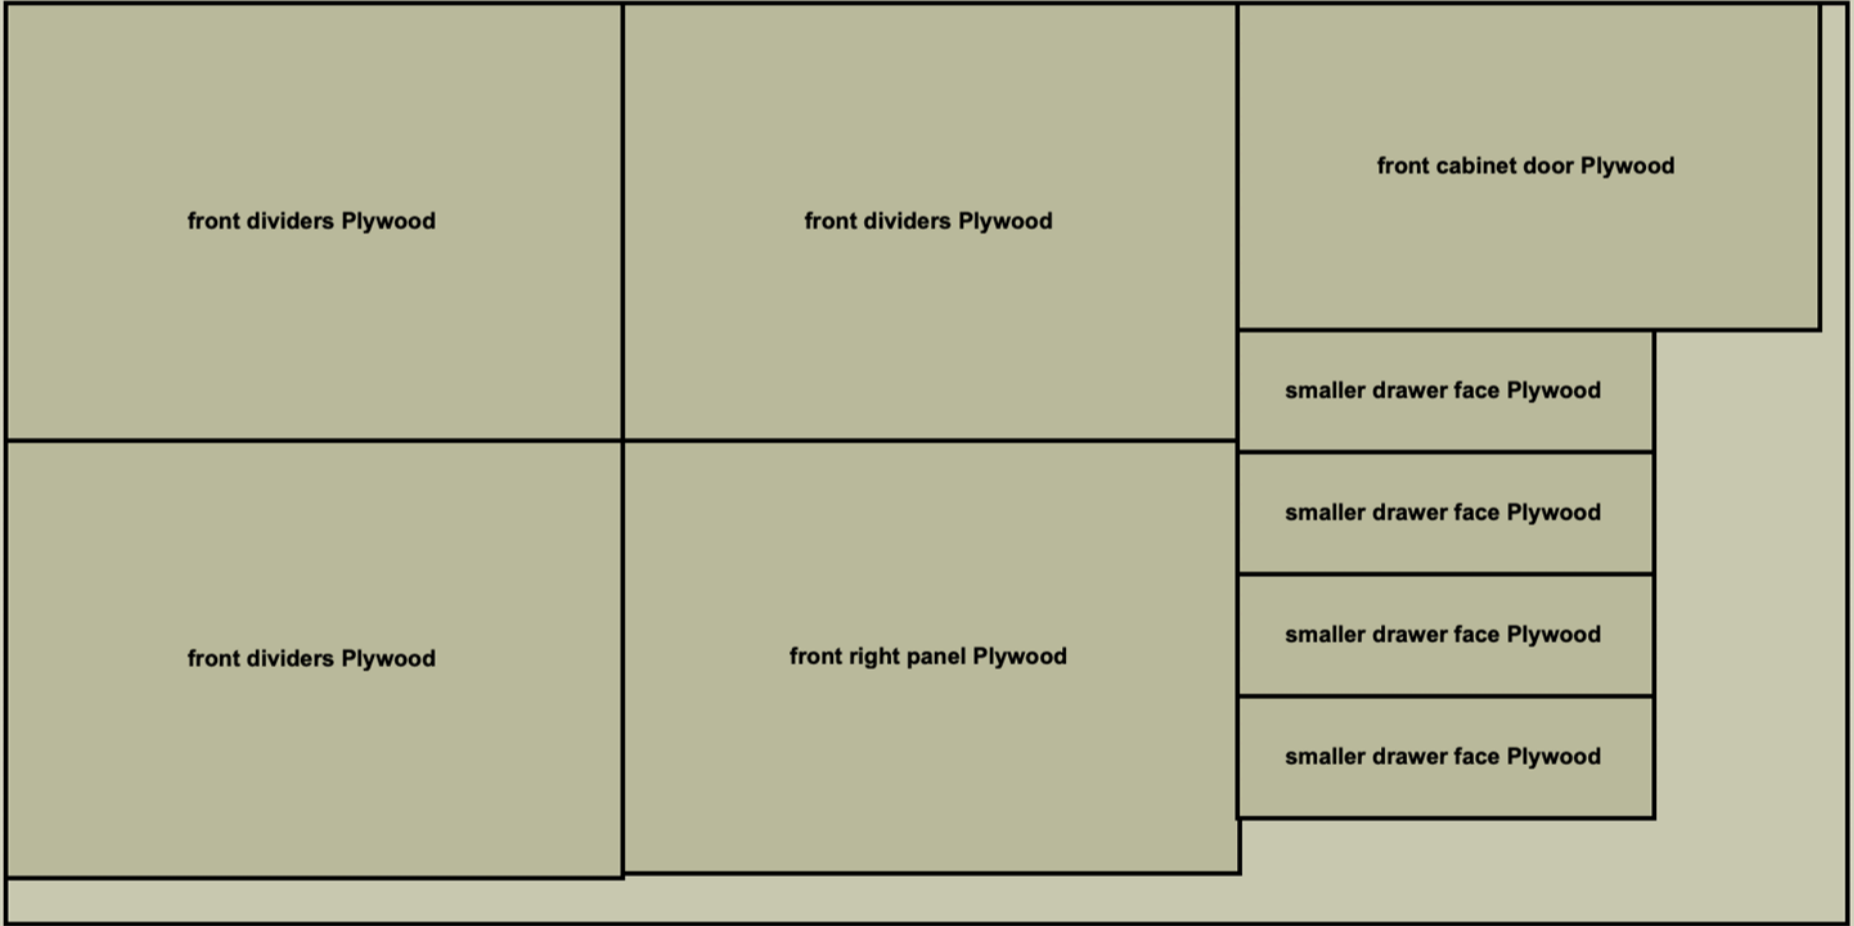 front dividers Plywood
front dividers Plywood
front cabinet door Plywood
smaller drawer face Plywood
smaller drawer face Plywood
smaller drawer face Plywood
smaller drawer face Plywood
front dividers Plywood
front right panel Plywood